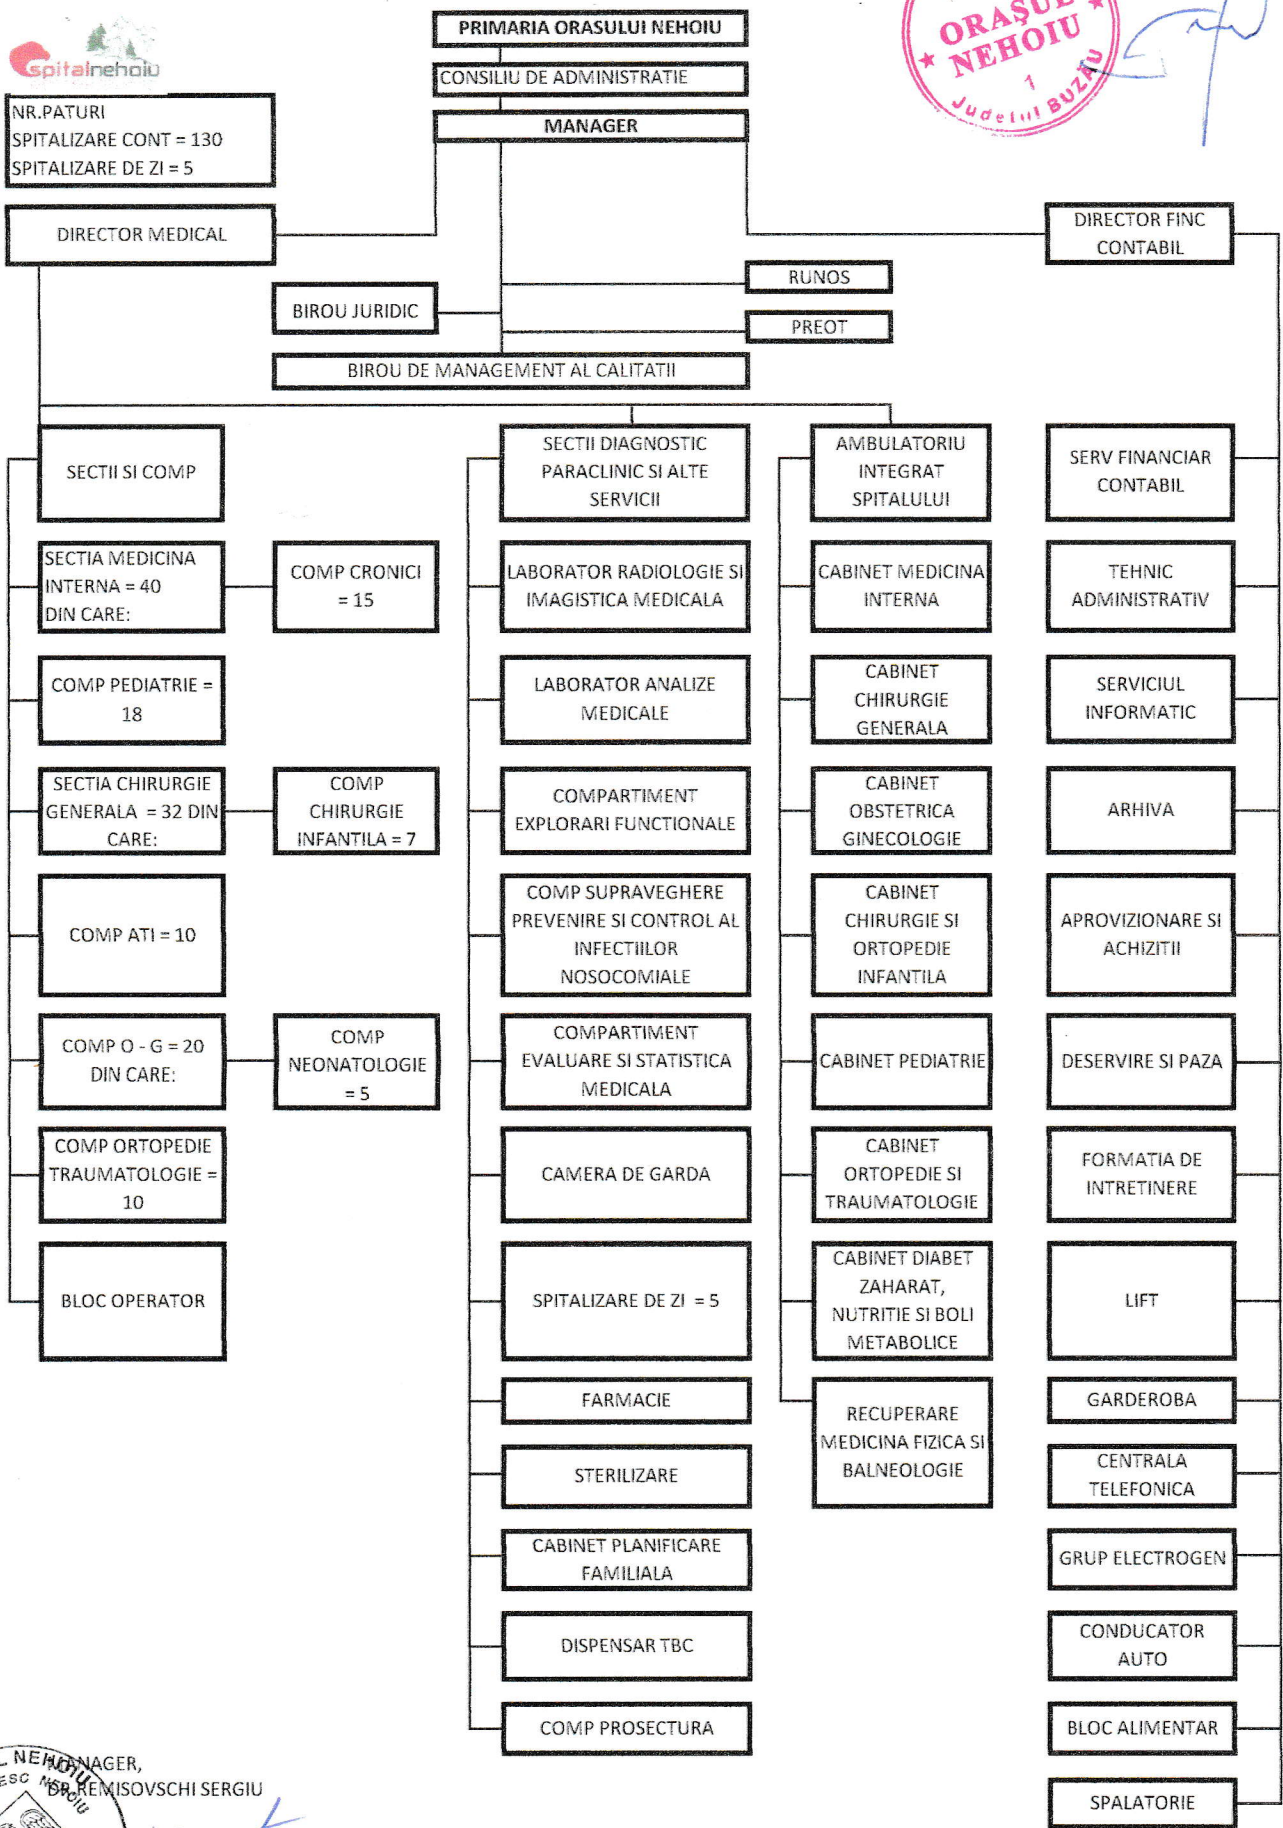 PRIMARIA ORASULUI NEHOIU
CONSILIU DE ADMINISTRATIE
MANAGER
spitalnehoiu
ORAȘUL
NEHOIU
1
Județul BUZĂU
NR.PATURI
SPITALIZARE CONT = 130
SPITALIZARE DE ZI = 5
DIRECTOR MEDICAL
DIRECTOR FINC
CONTABIL
RUNOS
BIROU JURIDIC
PREOT
BIROU DE MANAGEMENT AL CALITATII
SECTII SI COMP
SECTIA MEDICINA
INTERNA = 40
DIN CARE:
COMP CRONICI
= 15
COMP PEDIATRIE =
18
SECTIA CHIRURGIE
GENERALA = 32 DIN
CARE:
COMP
CHIRURGIE
INFANTILA = 7
COMP ATI = 10
COMP O - G = 20
DIN CARE:
COMP
NEONATOLOGIE
= 5
COMP ORTOPEDIE
TRAUMATOLOGIE =
10
BLOC OPERATOR
SECTII DIAGNOSTIC
PARACLINIC SI ALTE
SERVICII
LABORATOR RADIOLOGIE SI
IMAGISTICA MEDICALA
LABORATOR ANALIZE
MEDICALE
COMPARTIMENT
EXPLORARI FUNCTIONALE
COMP SUPRAVEGHERE
PREVENIRE SI CONTROL AL
INFECTIILOR
NOSOCOMIALE
COMPARTIMENT
EVALUARE SI STATISTICA
MEDICALA
CAMERA DE GARDA
SPITALIZARE DE ZI = 5
FARMACIE
STERILIZARE
CABINET PLANIFICARE
FAMILIALA
DISPENSAR TBC
COMP PROSECTURA
AMBULATORIU
INTEGRAT
SPITALULUI
CABINET MEDICINA
INTERNA
CABINET
CHIRURGIE
GENERALA
CABINET
OBSTETRICA
GINECOLOGIE
CABINET
CHIRURGIE SI
ORTOPEDIE
INFANTILA
CABINET PEDIATRIE
CABINET
ORTOPEDIE SI
TRAUMATOLOGIE
CABINET DIABET
ZAHARAT,
NUTRITIE SI BOLI
METABOLICE
RECUPERARE
MEDICINA FIZICA SI
BALNEOLOGIE
SERV FINANCIAR
CONTABIL
TEHNIC
ADMINISTRATIV
SERVICIUL
INFORMATIC
ARHIVA
APROVIZIONARE SI
ACHIZITII
DESERVIRE SI PAZA
FORMATIA DE
INTRETINERE
LIFT
GARDEROBA
CENTRALA
TELEFONICA
GRUP ELECTROGEN
CONDUCATOR
AUTO
BLOC ALIMENTAR
SPALATORIE
MANAGER,
DR.REMISOVSCHI SERGIU
NEHOIU
NEHOIU